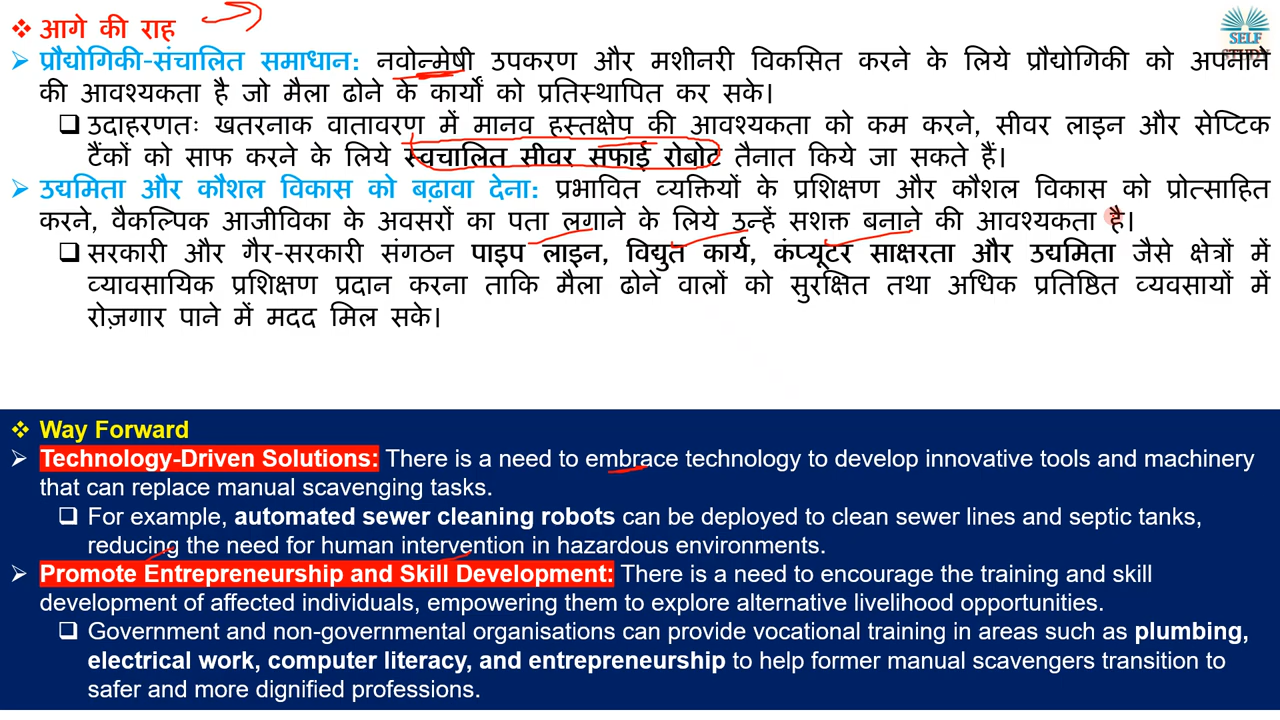 ❖ आगे की राह
SELF
STUDY
➢ प्रौद्योगिकी-संचालित समाधान: नवोन्मेषी उपकरण और मशीनरी विकसित करने के लिये प्रौद्योगिकी को अपनाने
की आवश्यकता है जो मैला ढोने के कार्यों को प्रतिस्थापित कर सके।
❑ उदाहरणतः खतरनाक वातावरण में मानव हस्तक्षेप की आवश्यकता को कम करने, सीवर लाइन और सेप्टिक
टैंकों को साफ करने के लिये स्वचालित सीवर सफाई रोबोट तैनात किये जा सकते हैं।
➢ उद्यमिता और कौशल विकास को बढ़ावा देना: प्रभावित व्यक्तियों के प्रशिक्षण और कौशल विकास को प्रोत्साहित
करने, वैकल्पिक आजीविका के अवसरों का पता लगाने के लिये उन्हें सशक्त बनाने की आवश्यकता है।
❑ सरकारी और गैर-सरकारी संगठन पाइप लाइन, विद्युत कार्य, कंप्यूटर साक्षरता और उद्यमिता जैसे क्षेत्रों में
व्यावसायिक प्रशिक्षण प्रदान करना ताकि मैला ढोने वालों को सुरक्षित तथा अधिक प्रतिष्ठित व्यवसायों में
रोज़गार पाने में मदद मिल सके।
❖ Way Forward
➢ Technology-Driven Solutions: There is a need to embrace technology to develop innovative tools and machinery
that can replace manual scavenging tasks.
❑ For example, automated sewer cleaning robots can be deployed to clean sewer lines and septic tanks,
reducing the need for human intervention in hazardous environments.
➢ Promote Entrepreneurship and Skill Development: There is a need to encourage the training and skill
development of affected individuals, empowering them to explore alternative livelihood opportunities.
❑ Government and non-governmental organisations can provide vocational training in areas such as plumbing,
electrical work, computer literacy, and entrepreneurship to help former manual scavengers transition to
safer and more dignified professions.